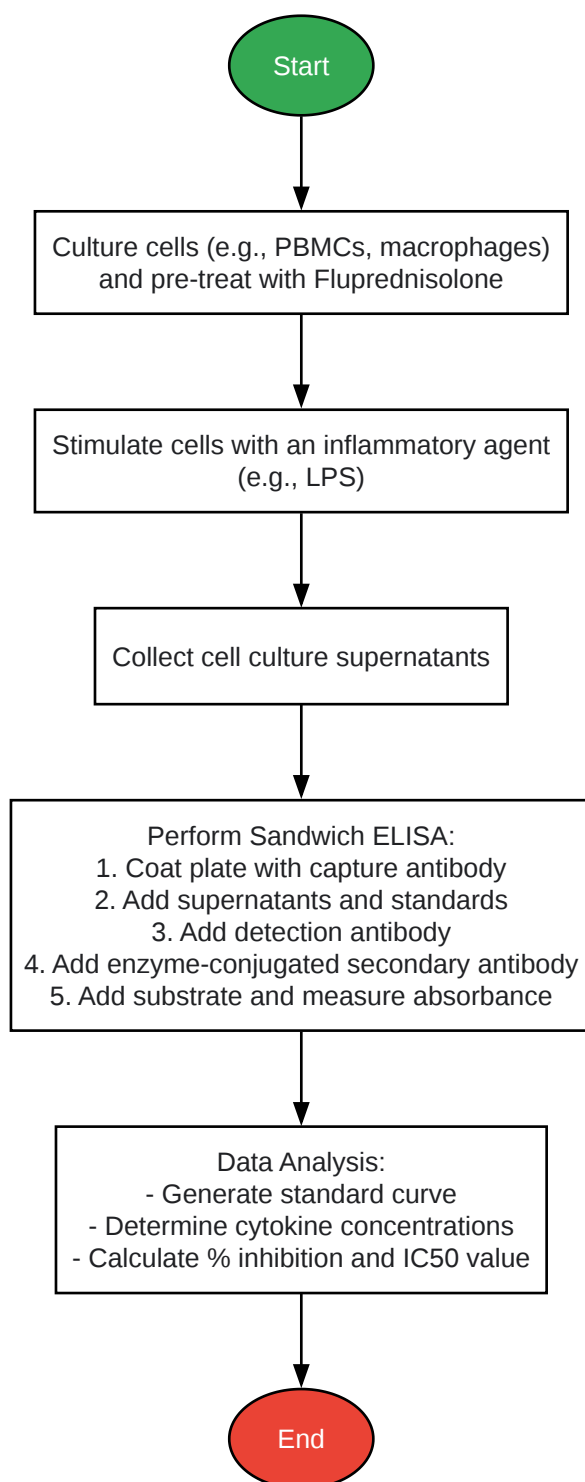 Start
Culture cells (e.g., PBMCs, macrophages)
and pre-treat with Fluprednisolone
Stimulate cells with an inflammatory agent
(e.g., LPS)
Collect cell culture supernatants
Perform Sandwich ELISA:
1. Coat plate with capture antibody
2. Add supernatants and standards
3. Add detection antibody
4. Add enzyme-conjugated secondary antibody
5. Add substrate and measure absorbance
Data Analysis:
- Generate standard curve
- Determine cytokine concentrations
- Calculate % inhibition and IC50 value
End